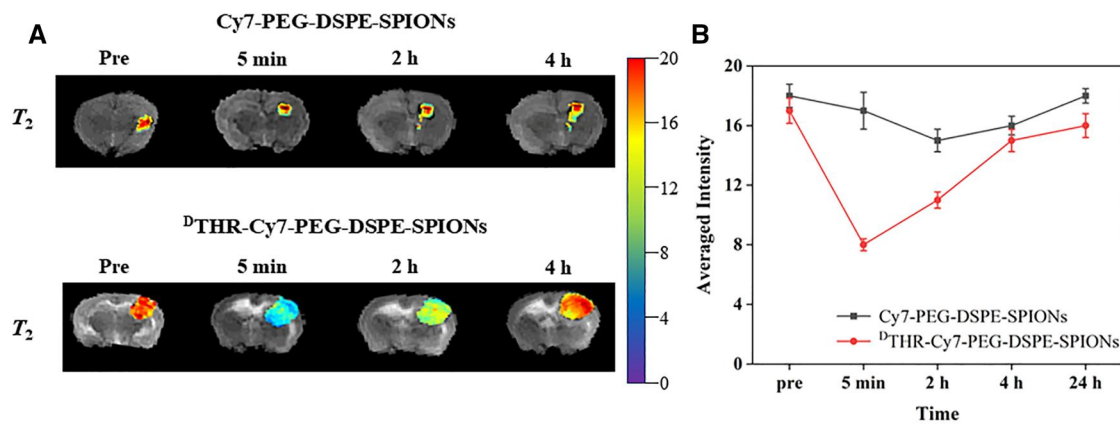 A
Cy7-PEG-DSPE-SPIONs
Pre 5 min 2 h 4 h
T2
ᴰTHR-Cy7-PEG-DSPE-SPIONs
Pre 5 min 2 h 4 h
T2
20
16
12
8
4
0
B
20
16
12
8
4
0
Averaged Intensity
Cy7-PEG-DSPE-SPIONs
ᴰTHR-Cy7-PEG-DSPE-SPIONs
pre 5 min 2 h 4 h 24 h
Time